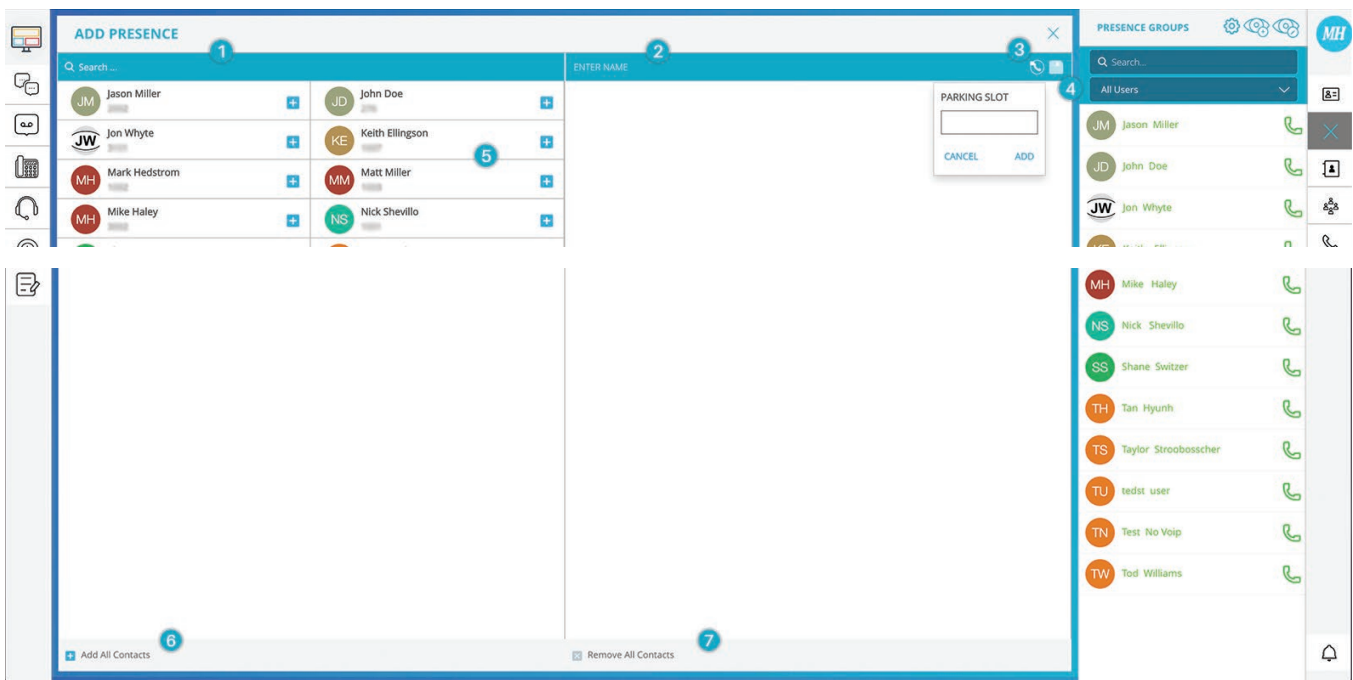 ADD PRESENCE
1
2
3
Search ...
ENTER NAME
JM Jason Miller
JD John Doe
JW Jon Whyte
KE Keith Ellingson
5
MH Mark Hedstrom
MM Matt Miller
MH Mike Haley
NS Nick Shevillo
PARKING SLOT
CANCEL ADD
4
PRESENCE GROUPS
MH
Search...
All Users
JM Jason Miller
JD John Doe
JW Jon Whyte
MH Mike Haley
NS Nick Shevillo
SS Shane Switzer
TH Tan Hyunh
TS Taylor Stroobosscher
TU tedst user
TN Test No Voip
TW Tod Williams
6
Add All Contacts
7
Remove All Contacts